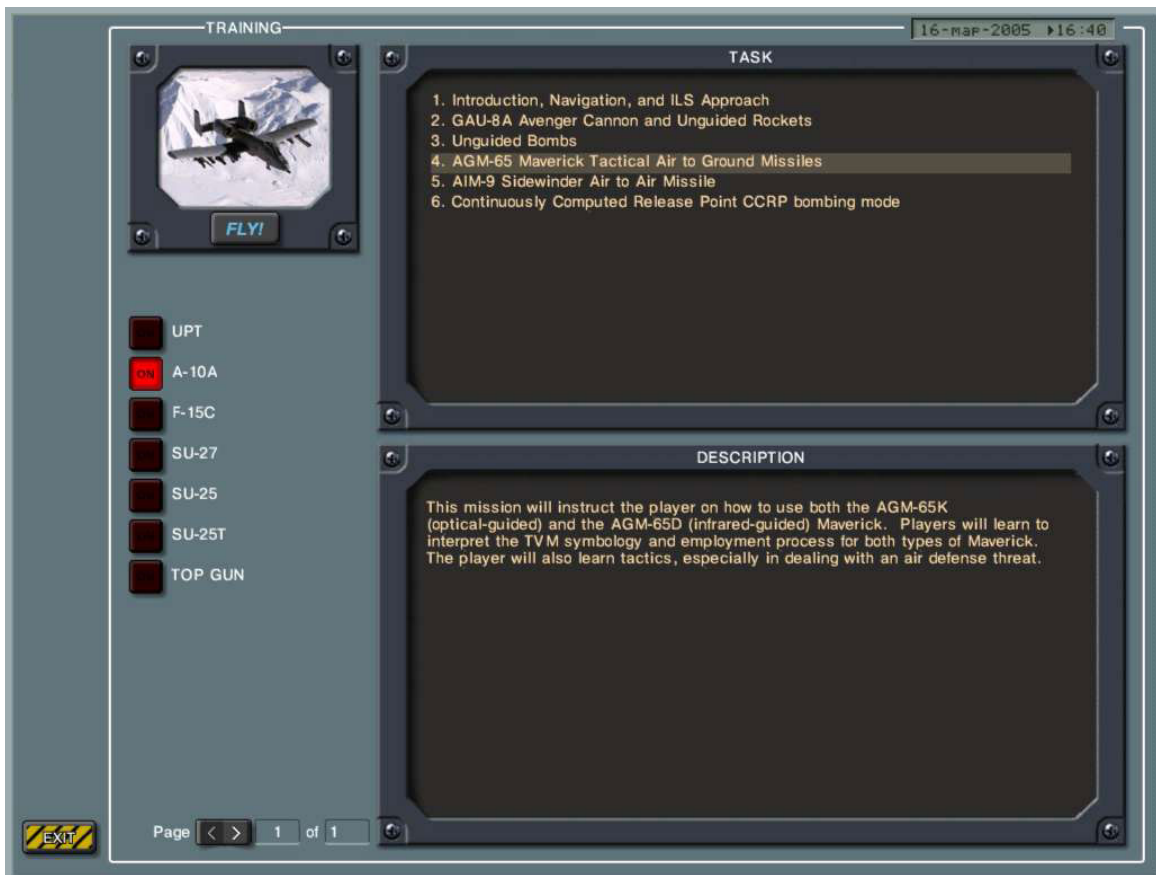 TRAINING
16-мар-2005 16:40
FLY!
TASK
1. Introduction, Navigation, and ILS Approach
2. GAU-8A Avenger Cannon and Unguided Rockets
3. Unguided Bombs
4. AGM-65 Maverick Tactical Air to Ground Missiles
5. AIM-9 Sidewinder Air to Air Missile
6. Continuously Computed Release Point CCRP bombing mode
UPT
ON A-10A
F-15C
SU-27
SU-25
SU-25T
TOP GUN
DESCRIPTION
This mission will instruct the player on how to use both the AGM-65K
(optical-guided) and the AGM-65D (infrared-guided) Maverick. Players will learn to
interpret the TVM symbology and employment process for both types of Maverick.
The player will also learn tactics, especially in dealing with an air defense threat.
EXIT
Page < > 1 of 1